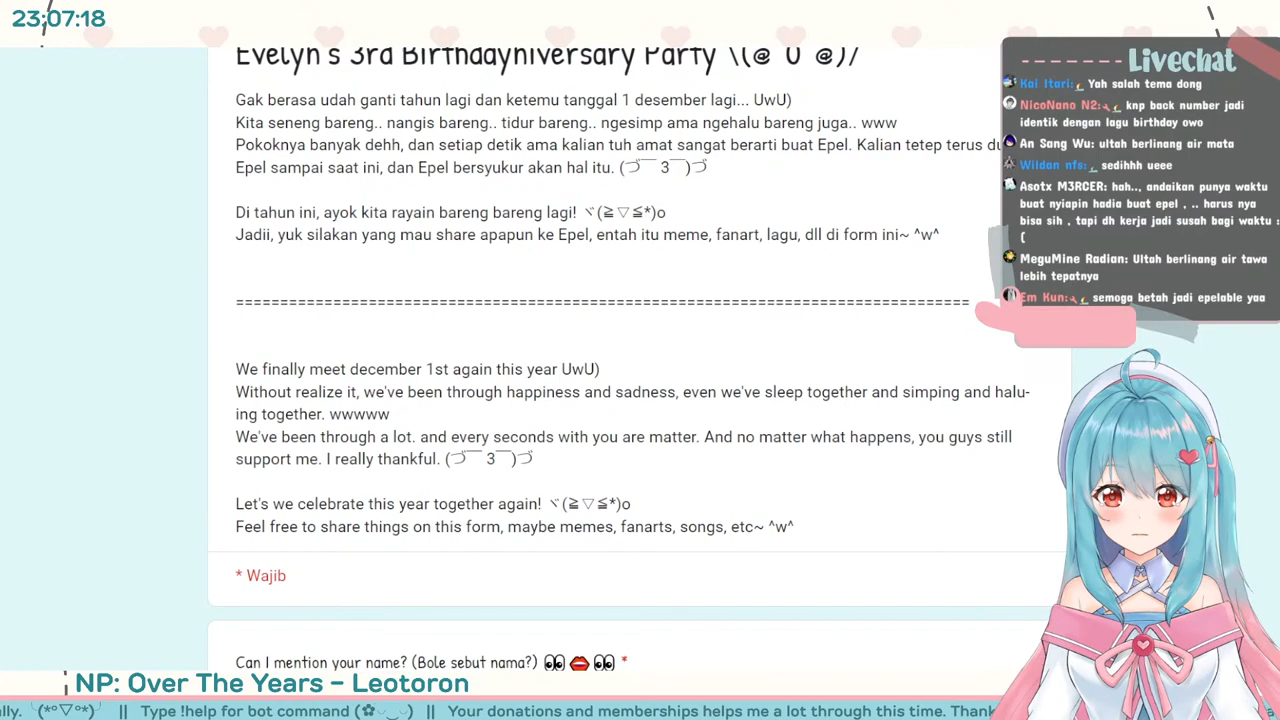 23:07:18
Evelyn's 3rd Birthdayniversary Party \(@ 0 @)/
Gak berasa udah ganti tahun lagi dan ketemu tanggal 1 desember lagi... UwU)
Kita seneng bareng.. nangis bareng.. tidur bareng.. ngesimp ama ngehalu bareng juga.. www
Pokoknya banyak dehh, dan setiap detik ama kalian tuh amat sangat berarti buat Epel. Kalian tetep terus du
Epel sampai saat ini, dan Epel bersyukur akan hal itu. (づ￣ 3￣)づ
Di tahun ini, ayok kita rayain bareng bareng lagi! ヾ(≧▽≦*)o
Jadii, yuk silakan yang mau share apapun ke Epel, entah itu meme, fanart, lagu, dll di form ini~ ^w^
===================================================================================
We finally meet december 1st again this year UwU)
Without realize it, we've been through happiness and sadness, even we've sleep together and simping and halu-
ing together. wwwww
We've been through a lot. and every seconds with you are matter. And no matter what happens, you guys still
support me. I really thankful. (づ￣ 3￣)づ
Let's we celebrate this year together again! ヾ(≧▽≦*)o
Feel free to share things on this form, maybe memes, fanarts, songs, etc~ ^w^
* Wajib
Can I mention your name? (Bole sebut nama?) 👀👄👀 *
Livechat
Kai Itari: Yah salah tema dong
NicoNano N2: knp back number jadi
identik dengan lagu birthday owo
An Sang Wu: ultah berlinang air mata
Wildan nfs: sedihhh ueee
Asotx M3RCER: hah.., andaikan punya waktu
buat nyiapin hadia buat epel , .. harus nya
bisa sih , tapi dh kerja jadi susah bagi waktu :
(
MeguMine Radian: Ultah berlinang air tawa
lebih tepatnya
Em Kun: semoga betah jadi epelable yaa
NP: Over The Years – Leotoron
ally. ╰(*°▽°*)╯ || Type !help for bot command (✿◡‿◡) || Your donations and memberships helps me a lot through this time. Thank